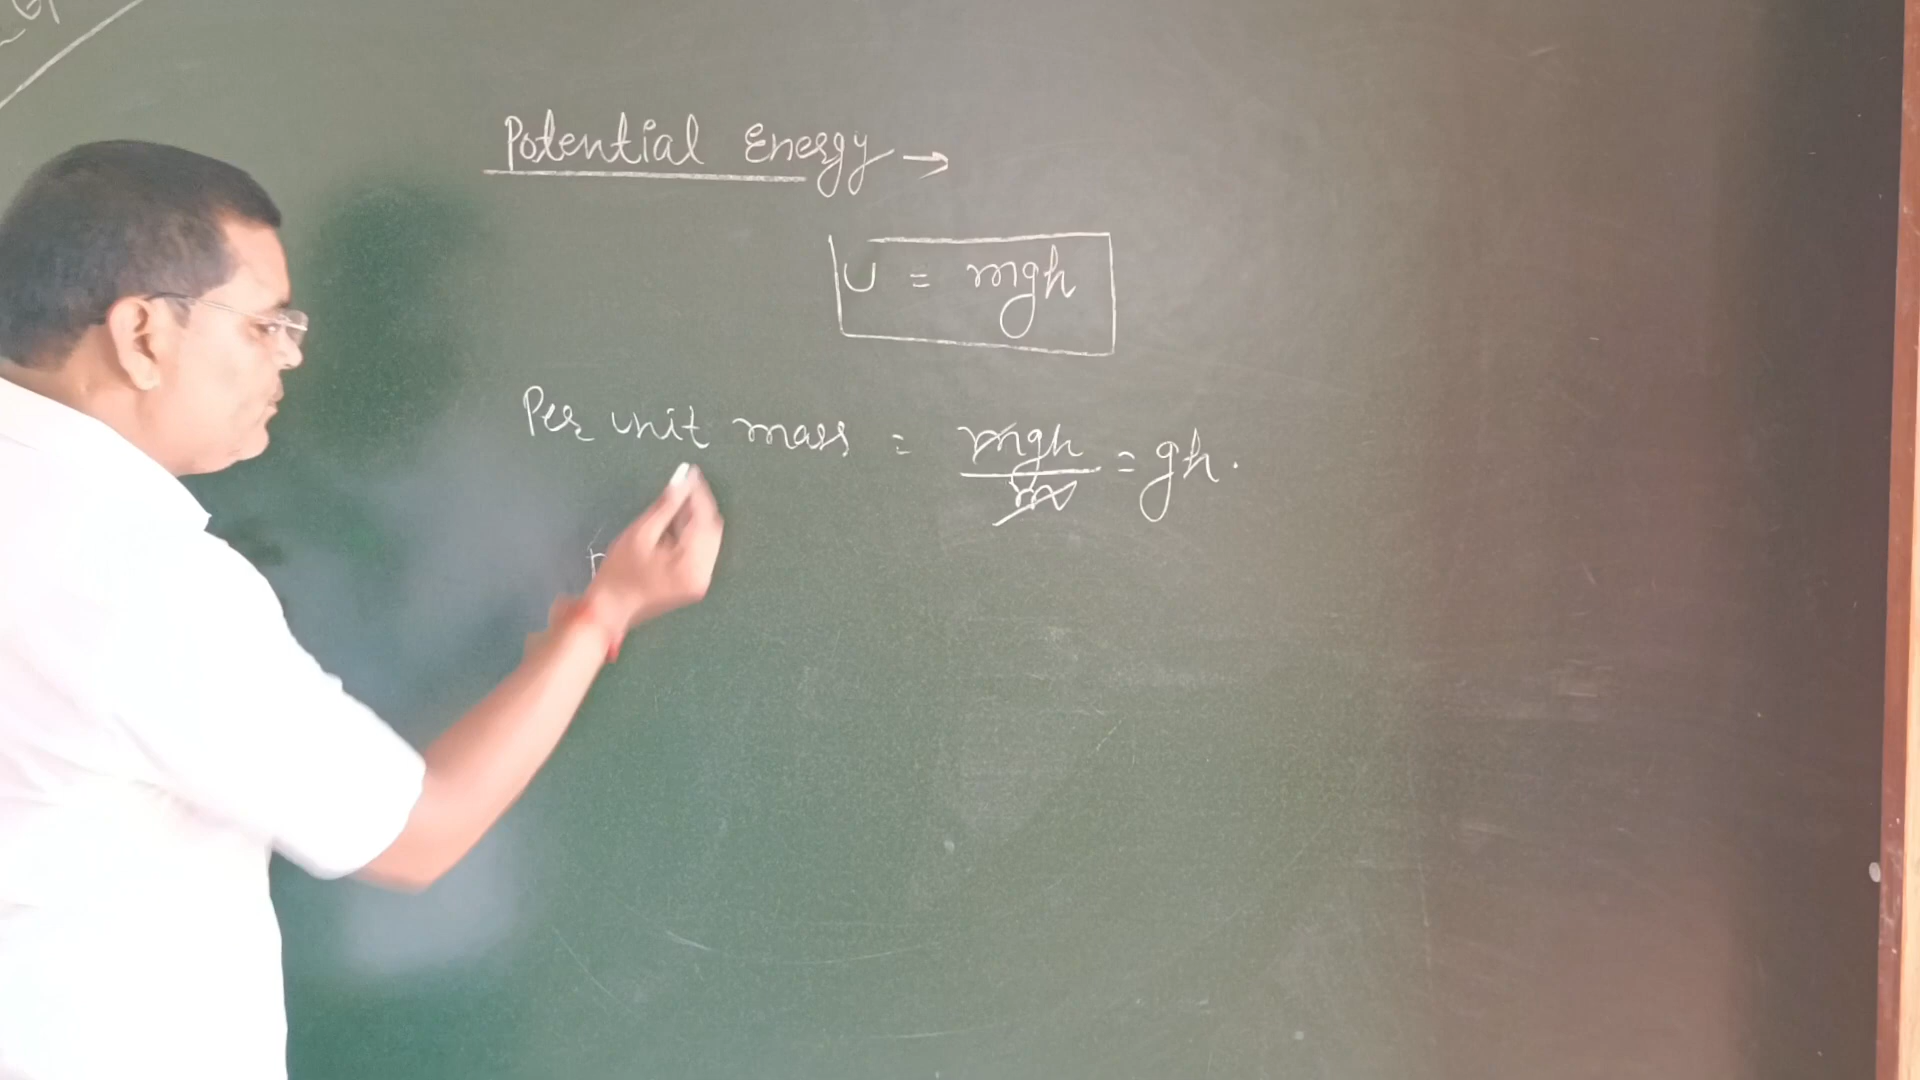 Potential Energy →
U = mgh
Per unit mass = mgh/m = gh.